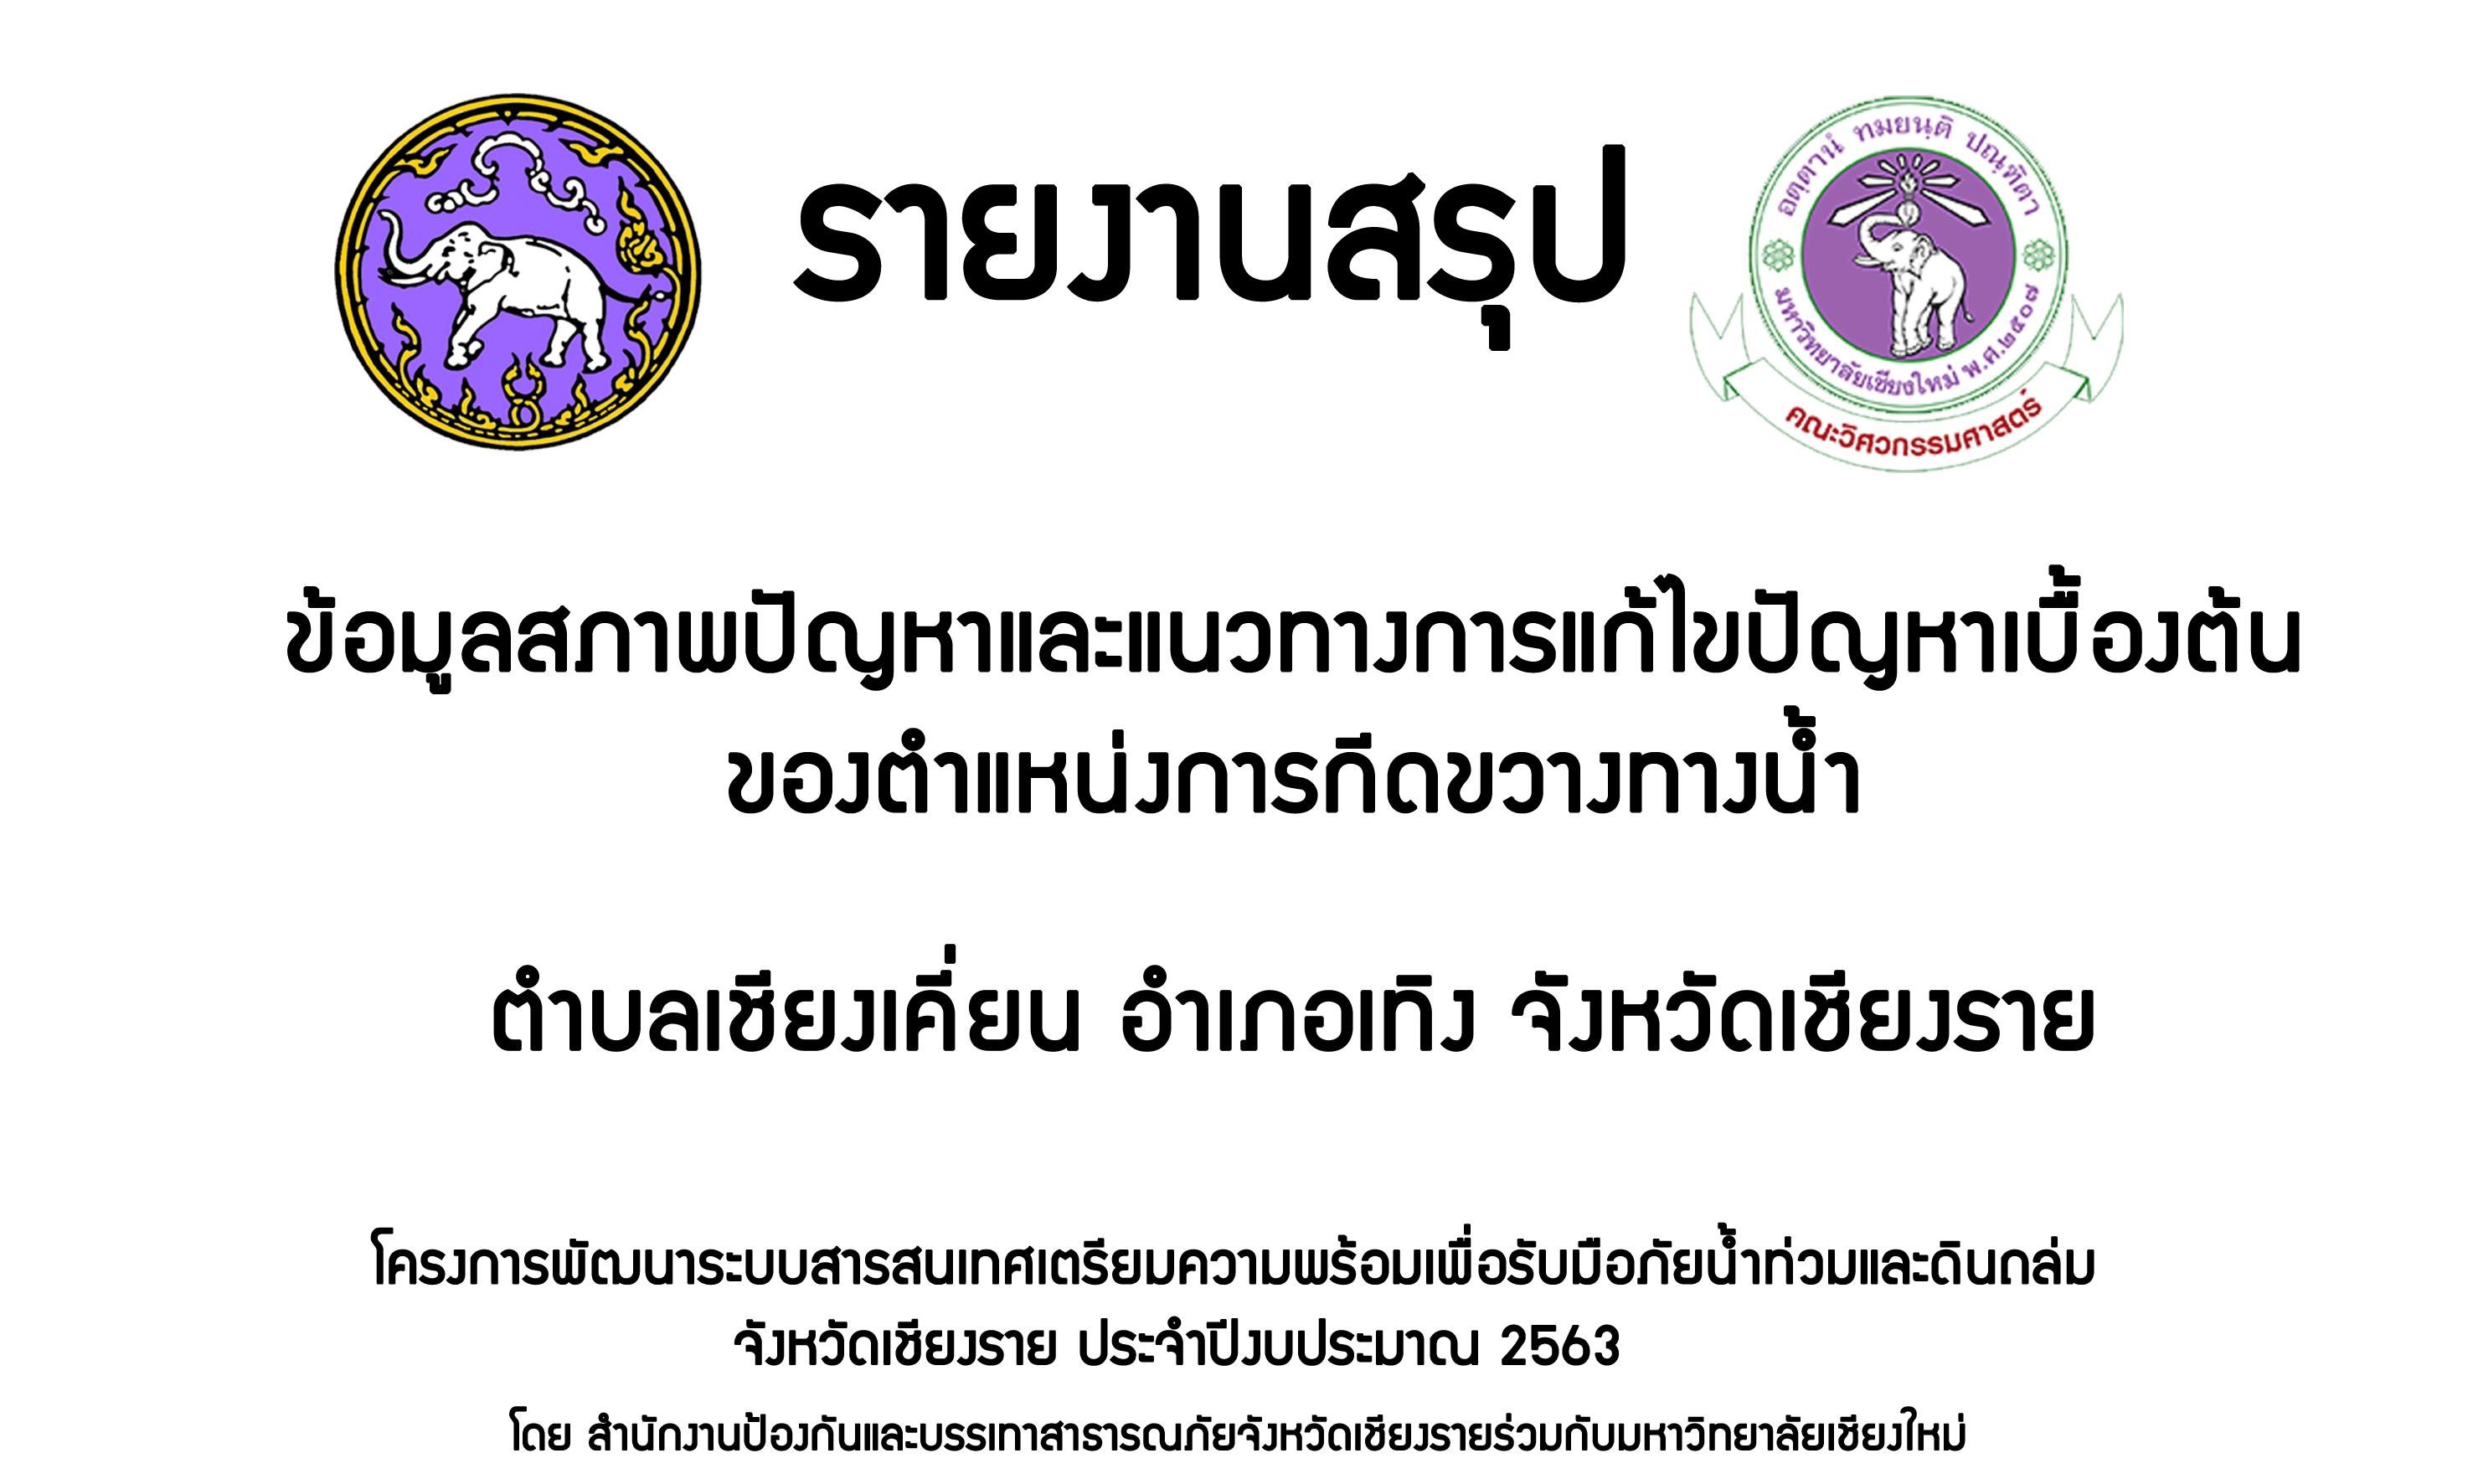 รายงานสรุป
อตฺตานํ ทมยนฺติ ปณฺฑิตา
มหาวิทยาลัยเชียงใหม่ พ.ศ.๒๕๐๗
คณะวิศวกรรมศาสตร์
ข้อมูลสภาพปัญหาและแนวทางการแก้ไขปัญหาเบื้องต้น
ของตำแหน่งการกีดขวางทางน้ำ
ตำบลเชียงเคี่ยน อำเภอเทิง จังหวัดเชียงราย
โครงการพัฒนาระบบสารสนเทศเตรียมความพร้อมเพื่อรับมือภัยน้ำท่วมและดินถล่ม
จังหวัดเชียงราย ประจำปีงบประมาณ 2563
โดย สำนักงานป้องกันและบรรเทาสาธารณภัยจังหวัดเชียงรายร่วมกับมหาวิทยาลัยเชียงใหม่